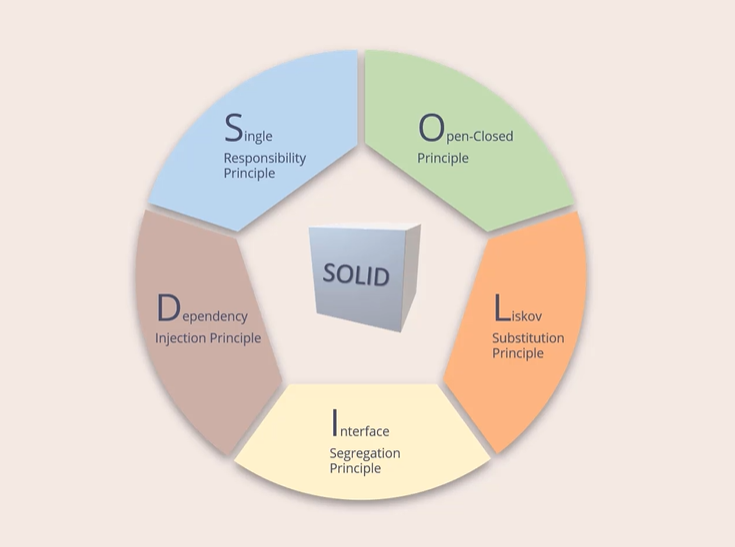 Single
Responsibility
Principle
Open-Closed
Principle
Liskov
Substitution
Principle
Interface
Segregation
Principle
Dependency
Injection Principle
SOLID